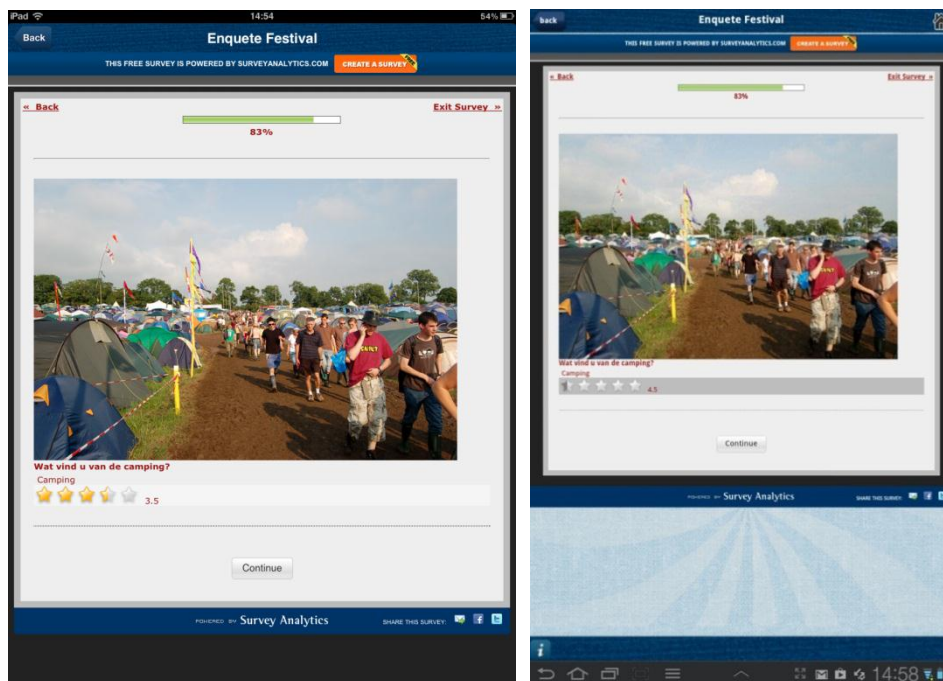 iPad 14:54 54%
Back Enquete Festival
THIS FREE SURVEY IS POWERED BY SURVEYANALYTICS.COM CREATE A SURVEY
« Back Exit Survey »
83%
Wat vind u van de camping?
Camping
3.5
Continue
POWERED BY Survey Analytics SHARE THIS SURVEY:
back Enquete Festival
THIS FREE SURVEY IS POWERED BY SURVEYANALYTICS.COM CREATE A SURVEY
« Back Exit Survey »
83%
Wat vind u van de camping?
Camping
4.5
Continue
POWERED BY Survey Analytics SHARE THIS SURVEY:
i
14:58